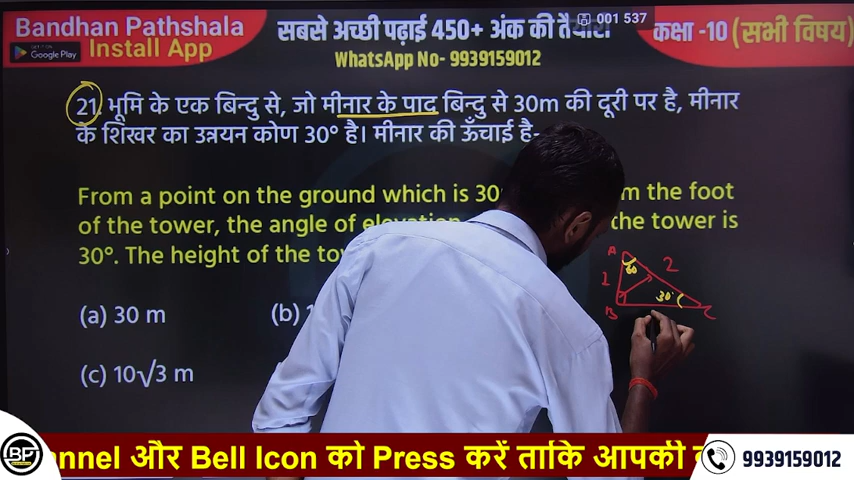 Bandhan Pathshala
GET IT ON
Google Play
Install App
सबसे अच्छी पढ़ाई 450+ अंक की तैयारी
001 537
WhatsApp No- 9939159012
कक्षा -10 (सभी विषय)
21. भूमि के एक बिन्दु से, जो मीनार के पाद बिन्दु से 30m की दूरी पर है, मीनार
के शिखर का उन्नयन कोण 30° है। मीनार की ऊँचाई है-
From a point on the ground which is 30 the foot
of the tower, the angle of elevation the tower is
30°. The height of the
(a) 30 m
(b)
(c) 10√3 m
A
60
2
1
30°
B
C
BPT
और Bell Icon को Press करें ताकि आपकी
9939159012